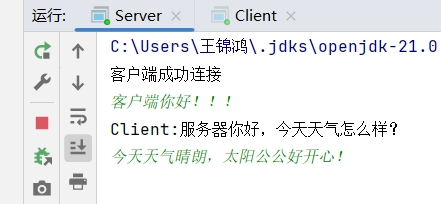 运行: Server × Client ×
C:\Users\王锦鸿\.jdks\openjdk-21.0
客户端成功连接
客户端你好！！！
Client:服务器你好，今天天气怎么样？
今天天气晴朗，太阳公公好开心！